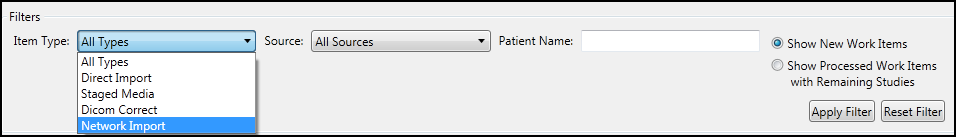 Filters
Item Type: All Types Source: All Sources Patient Name: Show New Work Items
All Types
Direct Import
Staged Media
Dicom Correct
Network Import
Show Processed Work Items
with Remaining Studies
Apply Filter Reset Filter